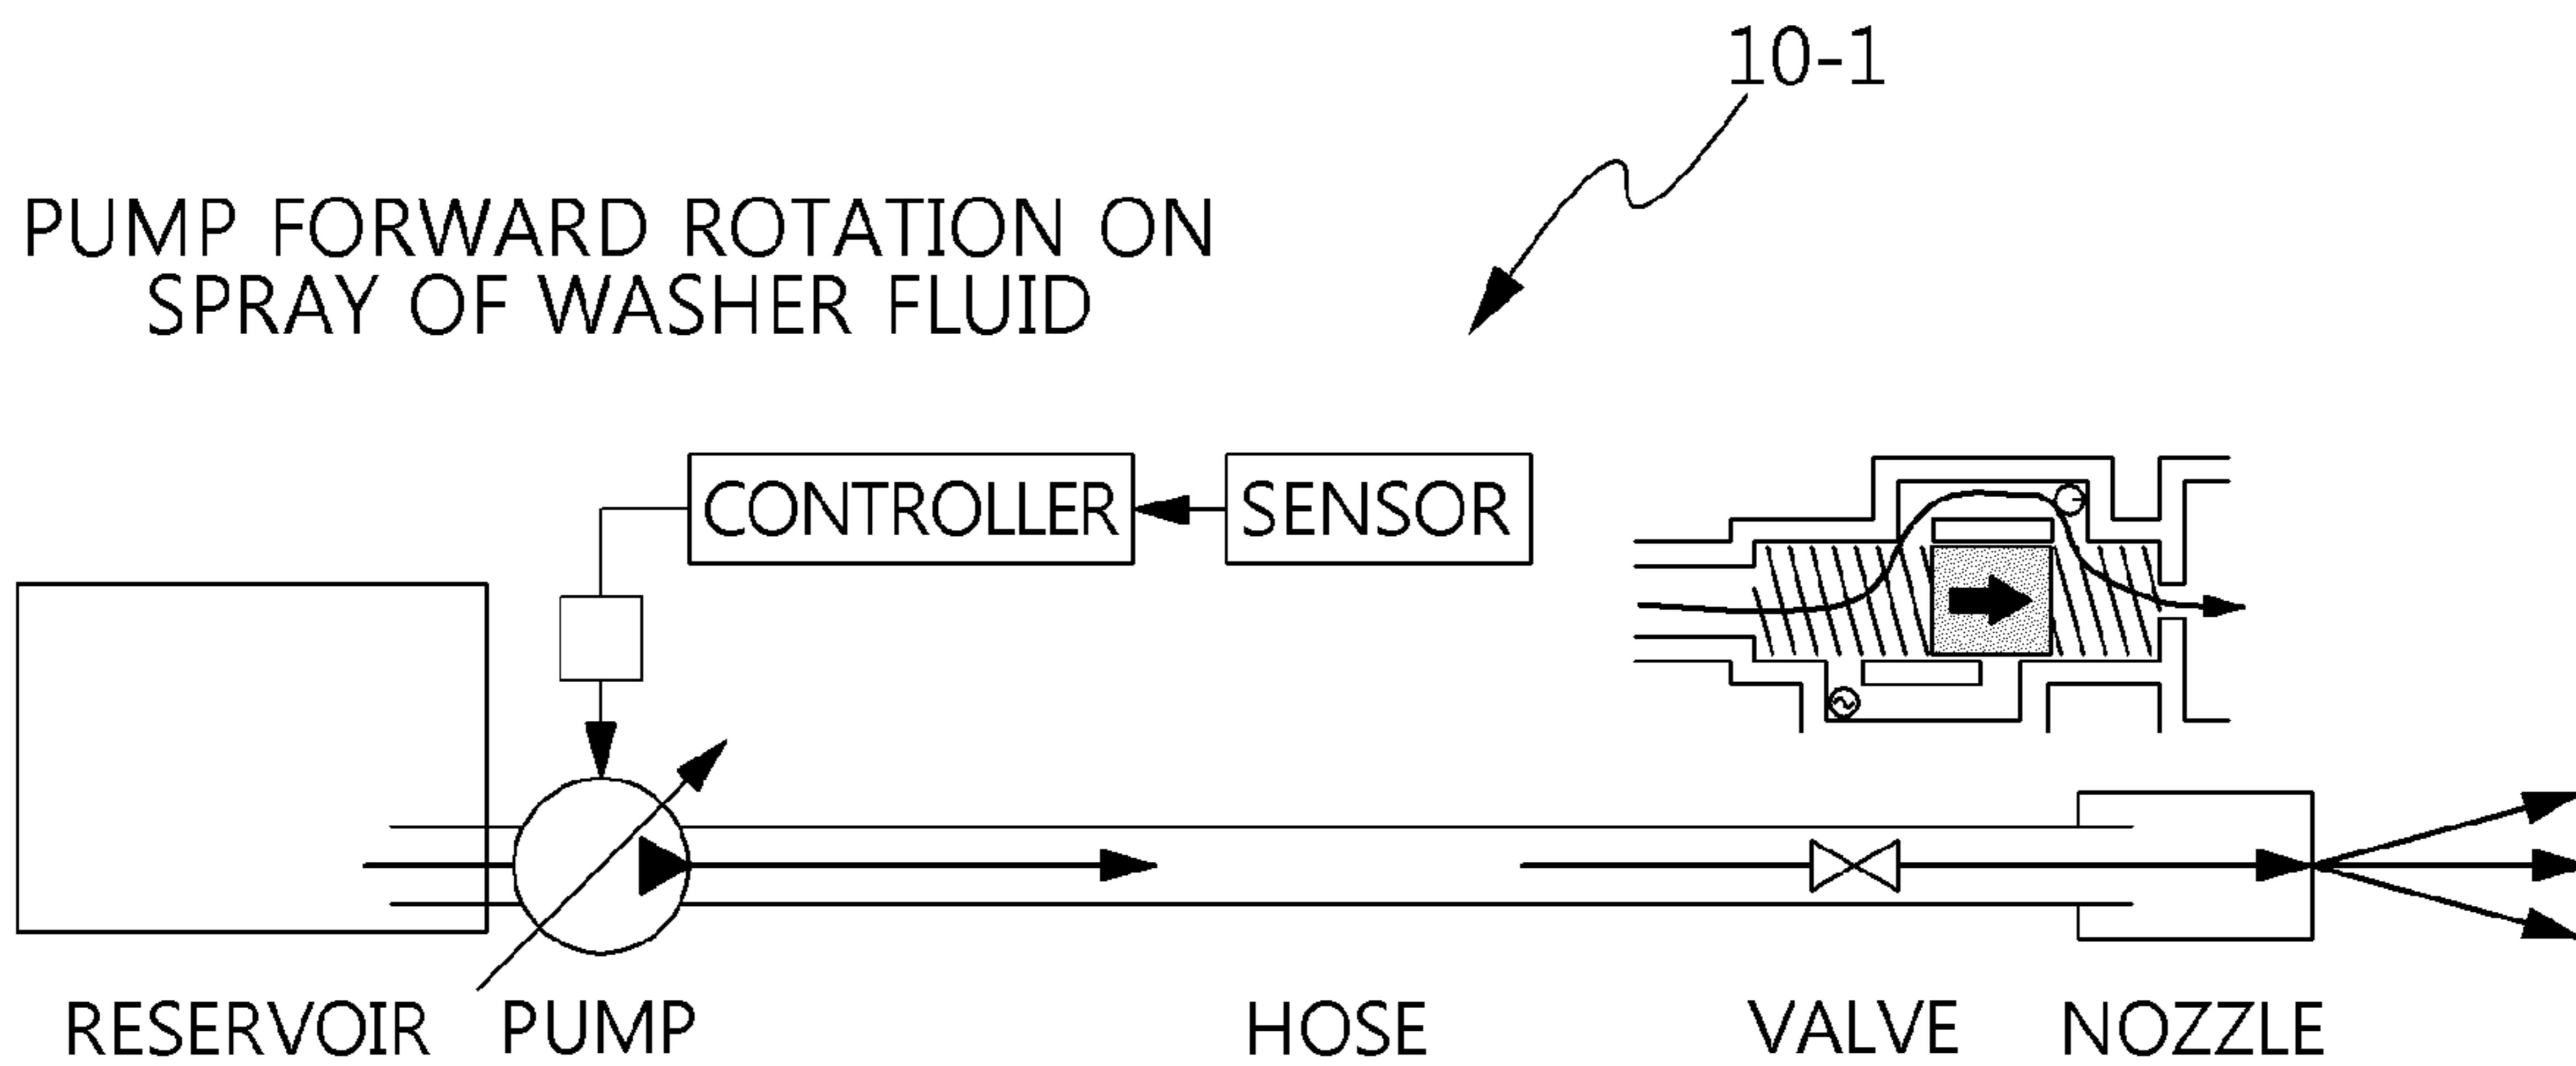 10-1
PUMP FORWARD ROTATION ON
SPRAY OF WASHER FLUID
CONTROLLER
SENSOR
RESERVOIR
PUMP
HOSE
VALVE
NOZZLE